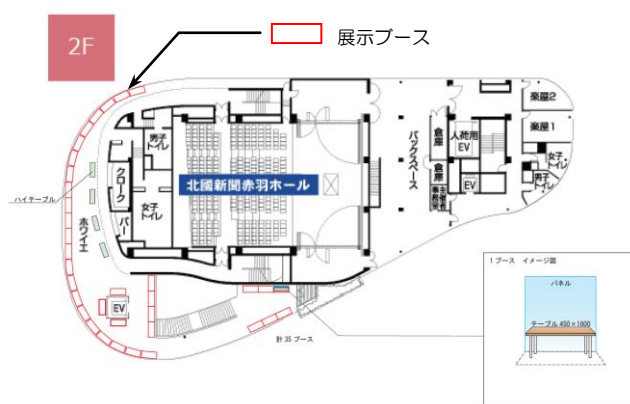 2F
展示ブース
楽屋2
楽屋1
男子
トイレ
倉庫
人荷用
EV
バックスペース
女子
トイレ
クローク
北國新聞赤羽ホール
倉庫
EV
男子
トイレ
ハイテーブル
女子
トイレ
バー
ホワイエ
EV
計 35 ブース
1ブース イメージ図
パネル
テーブル 450×1800